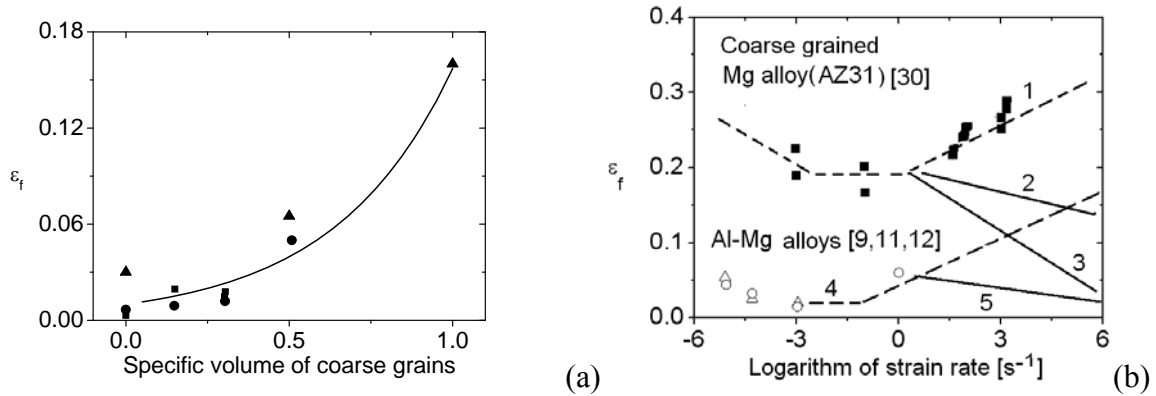 0.18
0.12
0.06
0.00
ε_f
0.0
0.5
1.0
Specific volume of coarse grains
(a)
0.4
0.3
0.2
0.1
0.0
ε_f
Coarse grained
Mg alloy(AZ31) [30]
1
2
Al-Mg alloys [9,11,12]
3
4
5
-6
-3
0
3
6
Logarithm of strain rate [s⁻¹]
(b)